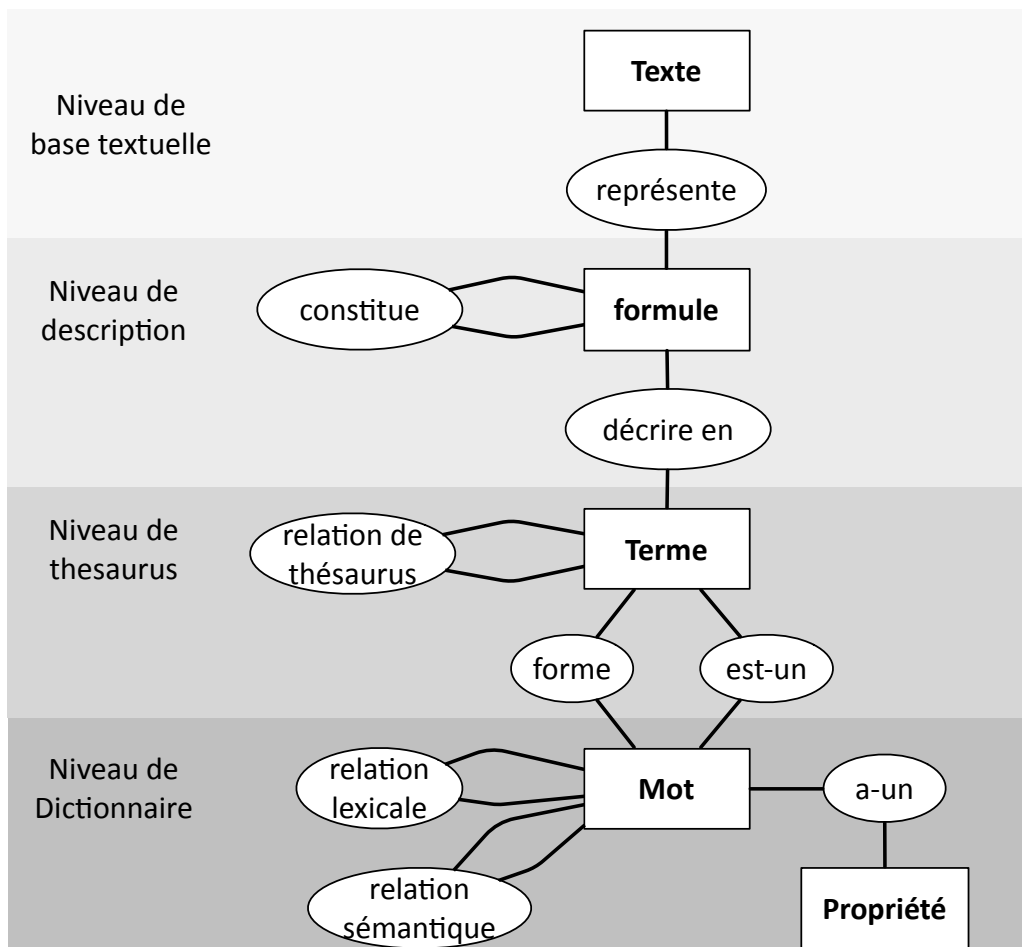 Texte
Niveau de
base textuelle
représente
Niveau de
description
constitue
formule
décrire en
Niveau de
thesaurus
relation de
thésaurus
Terme
forme
est-un
Niveau de
Dictionnaire
relation
lexicale
Mot
a-un
relation
sémantique
Propriété